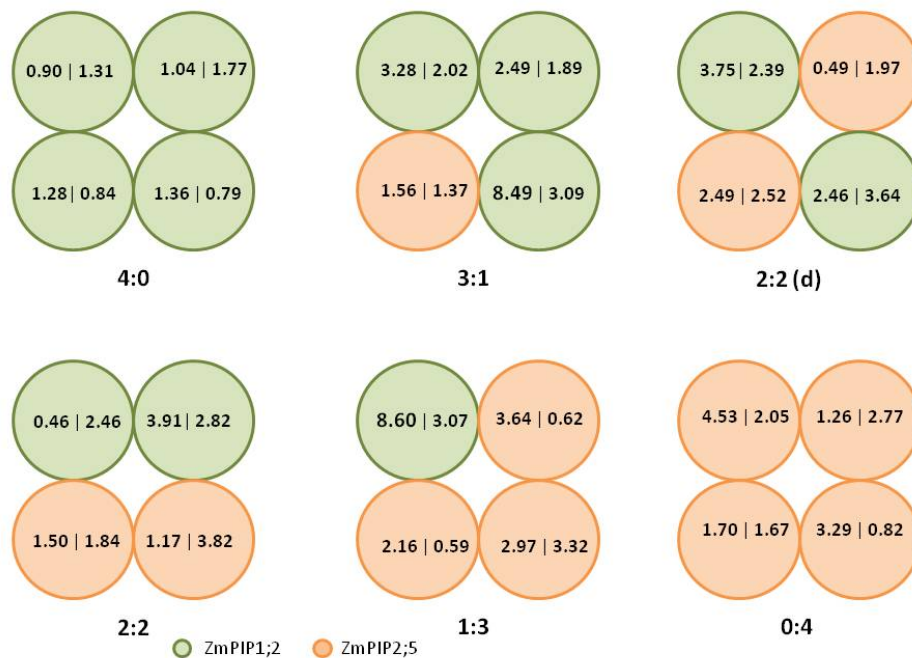 0.90 | 1.31 1.04 | 1.77 3.28 | 2.02 2.49 | 1.89 3.75 | 2.39 0.49 | 1.97
1.28 | 0.84 1.36 | 0.79 1.56 | 1.37 8.49 | 3.09 2.49 | 2.52 2.46 | 3.64
4:0 3:1 2:2 (d)
0.46 | 2.46 3.91 | 2.82 8.60 | 3.07 3.64 | 0.62 4.53 | 2.05 1.26 | 2.77
1.50 | 1.84 1.17 | 3.82 2.16 | 0.59 2.97 | 3.32 1.70 | 1.67 3.29 | 0.82
2:2 1:3 0:4
ZmPIP1;2 ZmPIP2;5